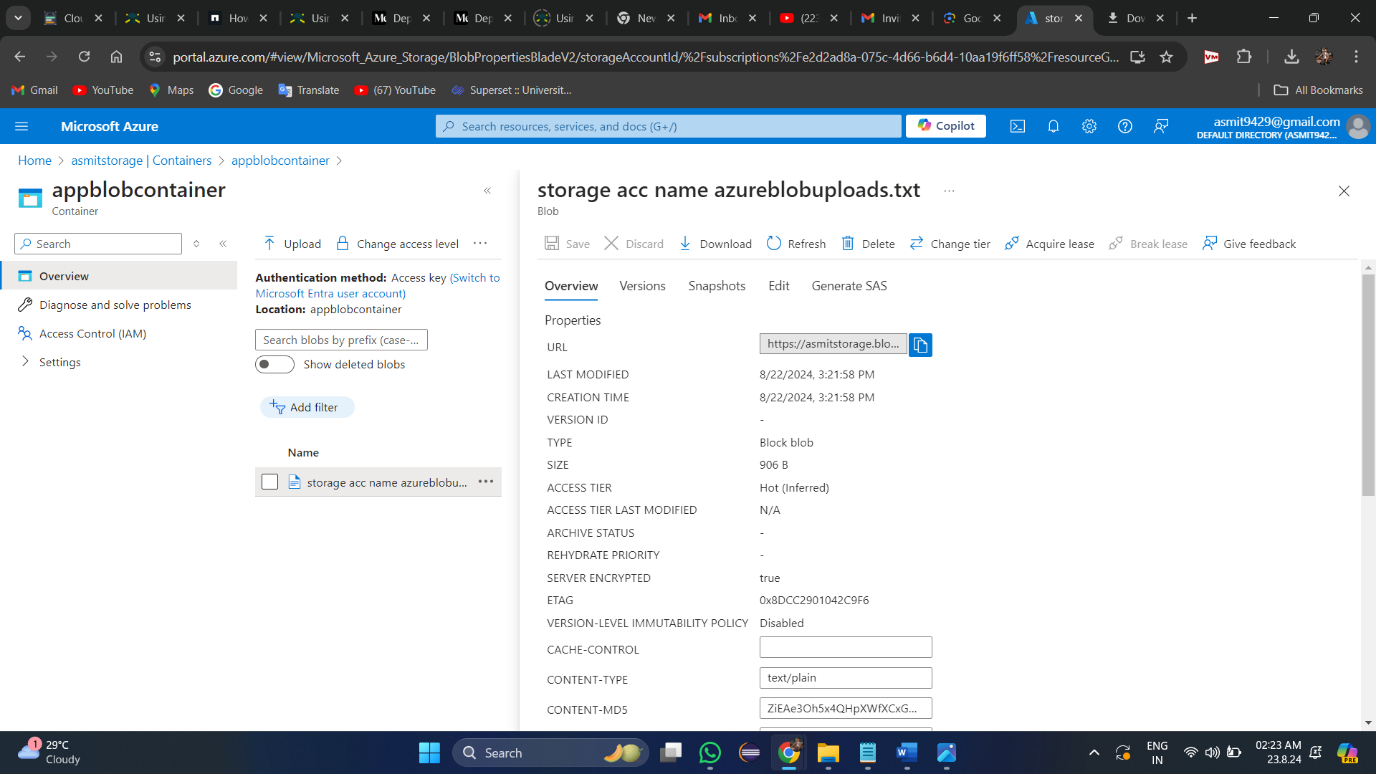 Clou
Usin
How
Usin
Dep
Dep
Usin
New
Inbo
(223
Invi
Goo
stor
Dow
portal.azure.com/#view/Microsoft_Azure_Storage/BlobPropertiesBladeV2/storageAccountId/%2Fsubscriptions%2Fe2d2ad8a-075c-4d66-b6d4-10aa19f6ff58%2FresourceG...
Gmail
YouTube
Maps
Google
Translate
(67) YouTube
Superset :: Universit...
All Bookmarks
Microsoft Azure
Search resources, services, and docs (G+/)
Copilot
asmit9429@gmail.com
DEFAULT DIRECTORY (ASMIT942...
Home > asmitstorage | Containers > appblobcontainer >
appblobcontainer
Container
Search
Overview
Diagnose and solve problems
Access Control (IAM)
Settings
Upload
Change access level
Authentication method: Access key (Switch to
Microsoft Entra user account)
Location: appblobcontainer
Search blobs by prefix (case-...
Show deleted blobs
Add filter
Name
storage acc name azureblobu...
storage acc name azureblobuploads.txt
Blob
Save
Discard
Download
Refresh
Delete
Change tier
Acquire lease
Break lease
Give feedback
Overview
Versions
Snapshots
Edit
Generate SAS
Properties
URL https://asmitstorage.blo...
LAST MODIFIED 8/22/2024, 3:21:58 PM
CREATION TIME 8/22/2024, 3:21:58 PM
VERSION ID -
TYPE Block blob
SIZE 906 B
ACCESS TIER Hot (Inferred)
ACCESS TIER LAST MODIFIED N/A
ARCHIVE STATUS -
REHYDRATE PRIORITY -
SERVER ENCRYPTED true
ETAG 0x8DCC2901042C9F6
VERSION-LEVEL IMMUTABILITY POLICY Disabled
CACHE-CONTROL
CONTENT-TYPE text/plain
CONTENT-MD5 ZiEAe3Oh5x4QHpXWfXCxG...
1
29°C
Cloudy
Search
ENG
IN
02:23 AM
23.8.24
PRE